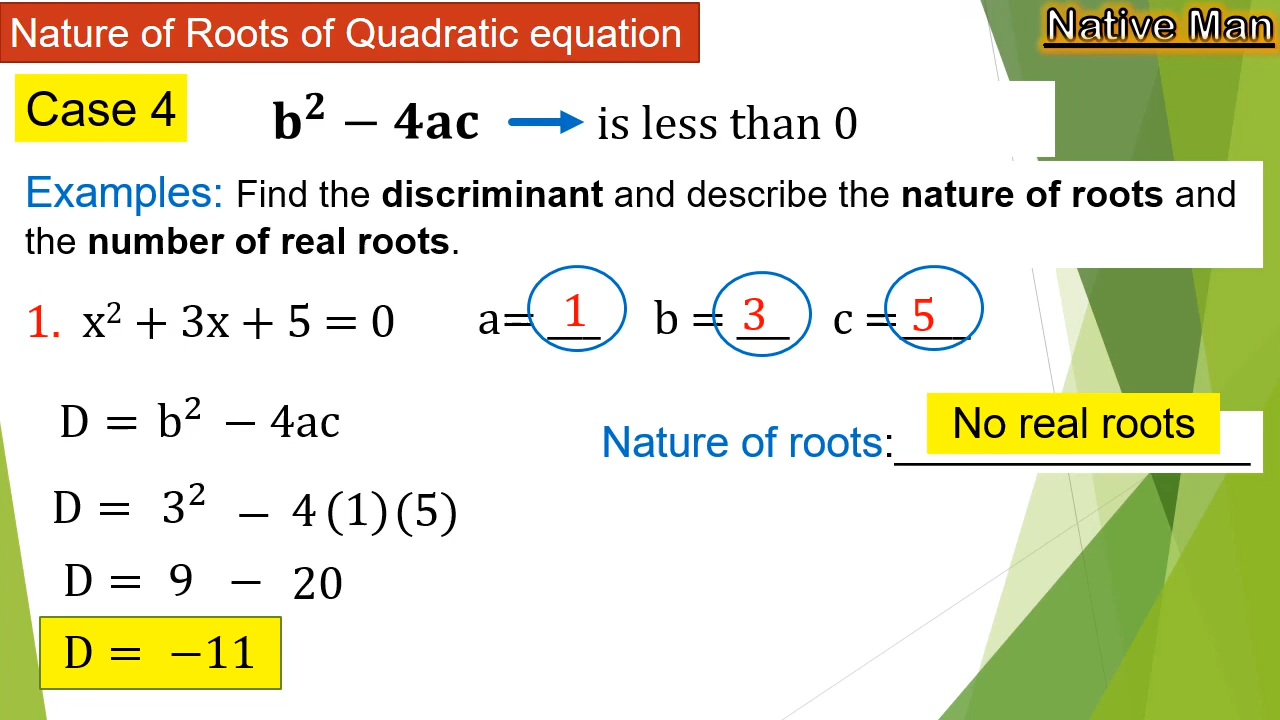 Nature of Roots of Quadratic equation
Native Man
Case 4
b² − 4ac → is less than 0
Examples: Find the discriminant and describe the nature of roots and
the number of real roots.
1. x² + 3x + 5 = 0 a= 1 b = 3 c = 5
D = b² − 4ac
Nature of roots: No real roots
D = 3² − 4 (1) (5)
D = 9 − 20
D = −11